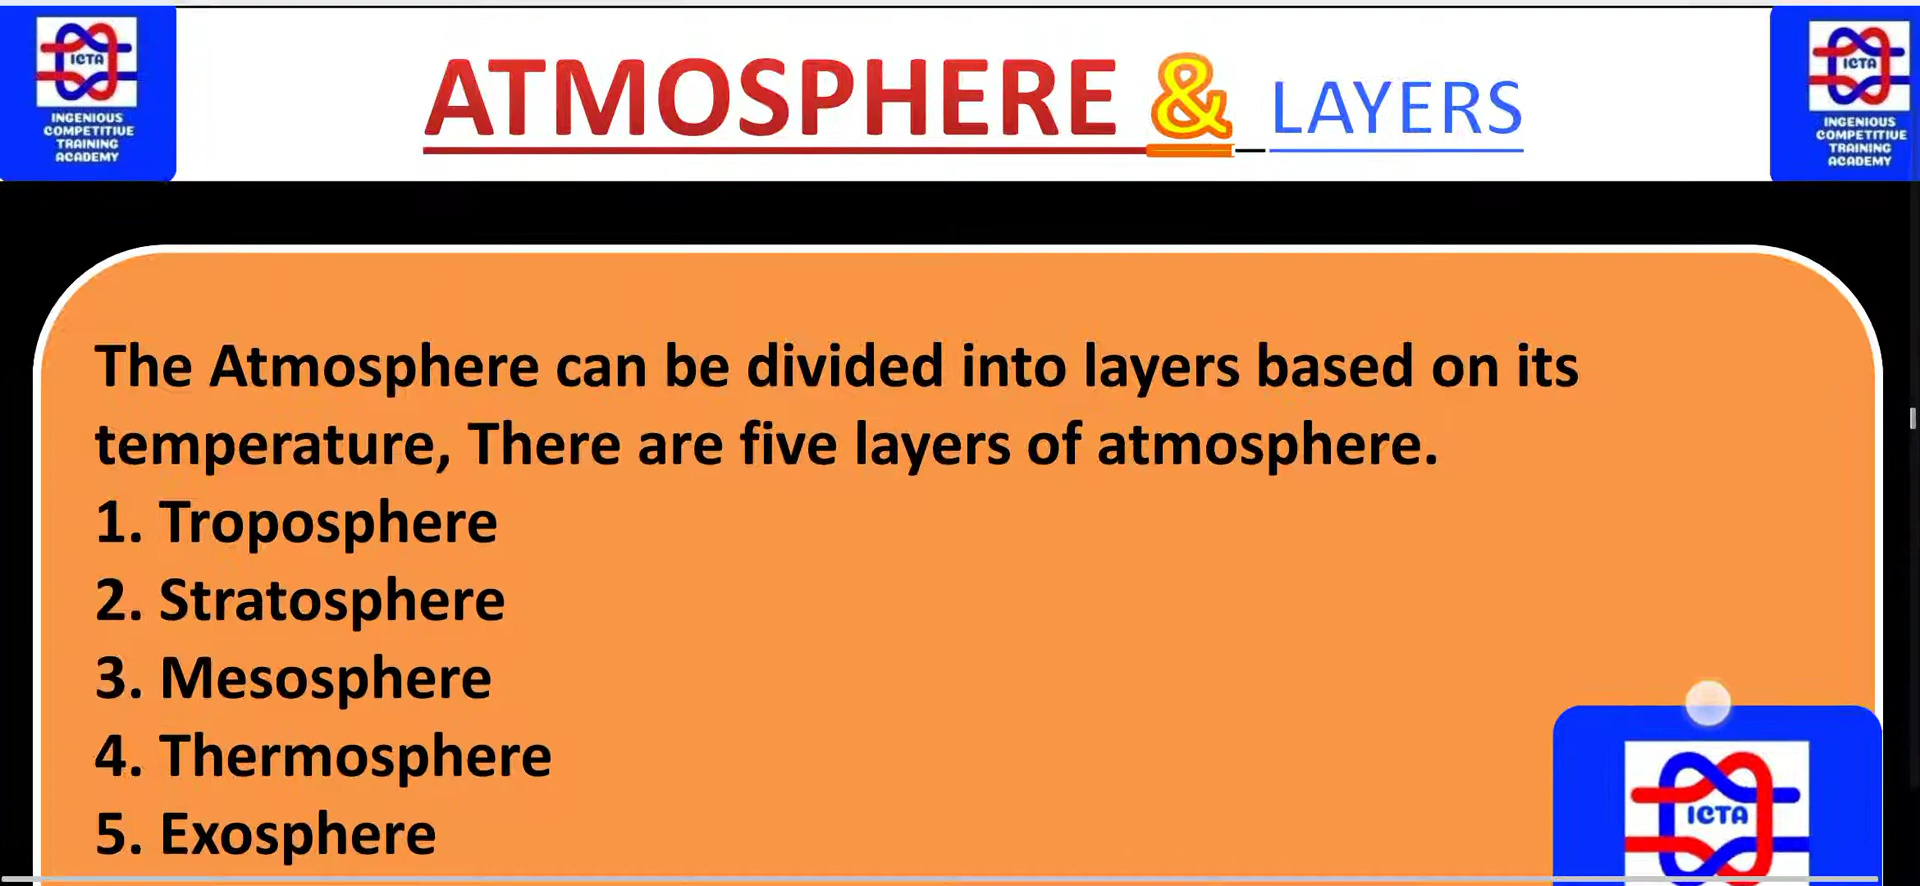 ICTA
INGENIOUS
COMPETITIVE
TRAINING
ACADEMY
ATMOSPHERE & LAYERS
ICTA
INGENIOUS
COMPETITIVE
TRAINING
ACADEMY
The Atmosphere can be divided into layers based on its
temperature, There are five layers of atmosphere.
1. Troposphere
2. Stratosphere
3. Mesosphere
4. Thermosphere
5. Exosphere
ICTA